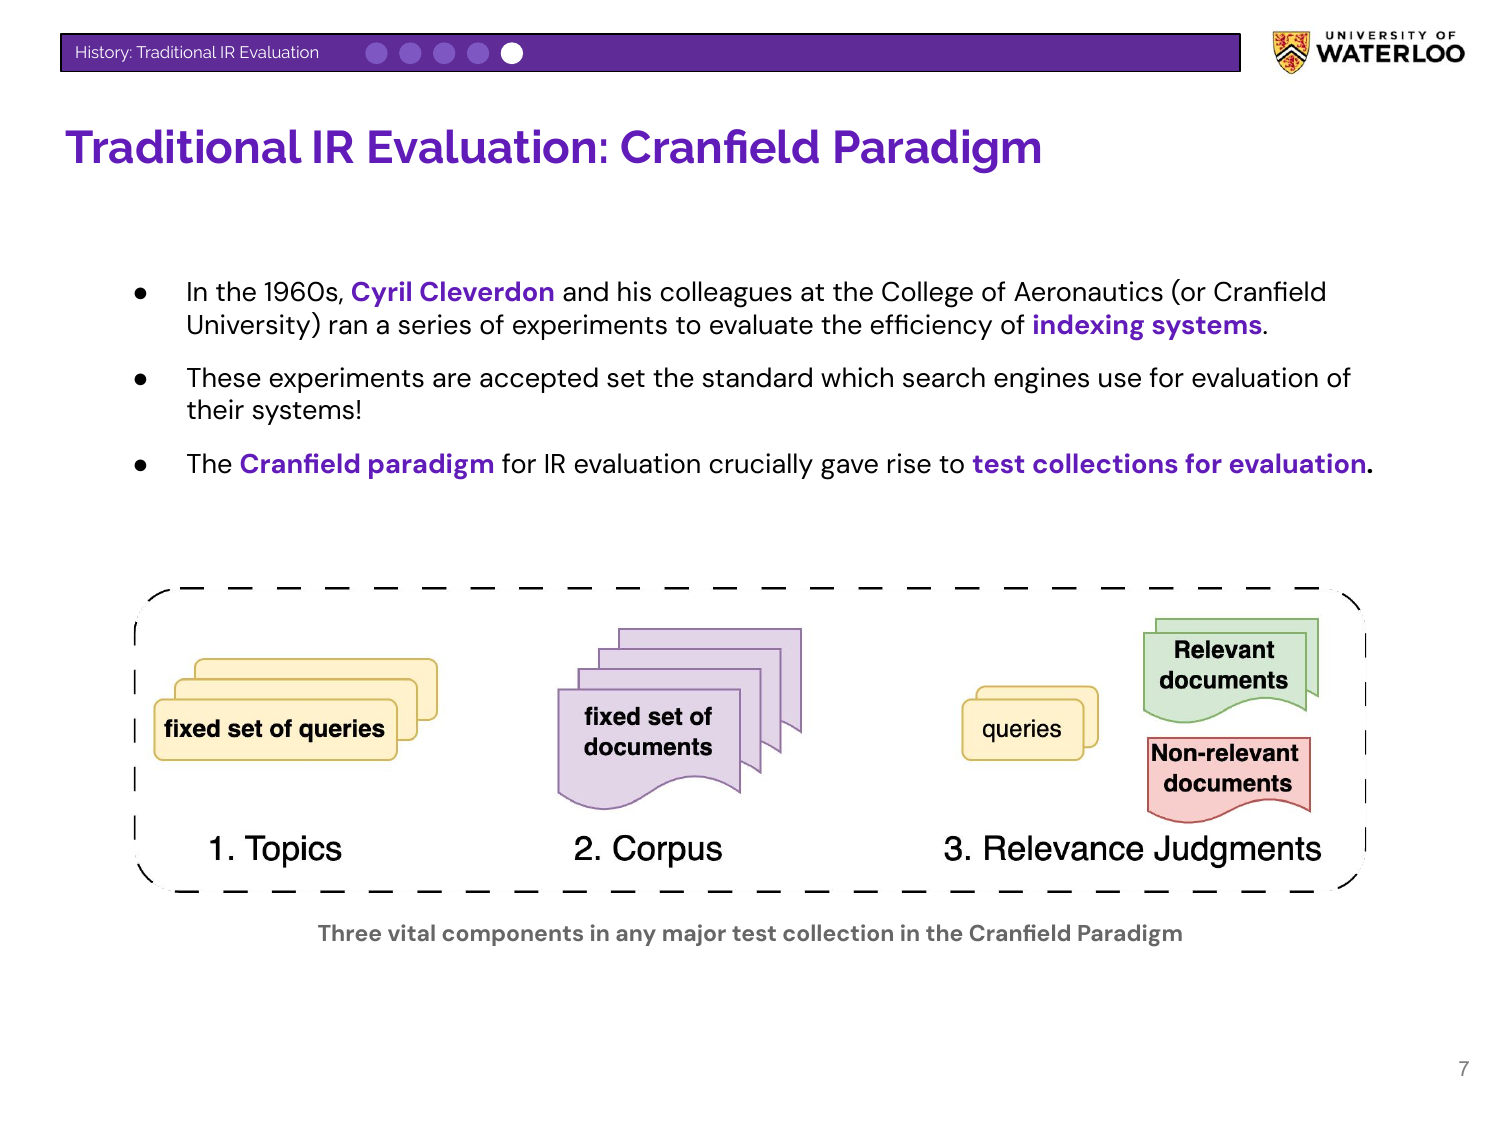 History: Traditional IR Evaluation
UNIVERSITY OF
WATERLOO
Traditional IR Evaluation: Cranfield Paradigm
● In the 1960s, Cyril Cleverdon and his colleagues at the College of Aeronautics (or Cranfield
University) ran a series of experiments to evaluate the efficiency of indexing systems.
● These experiments are accepted set the standard which search engines use for evaluation of
their systems!
● The Cranfield paradigm for IR evaluation crucially gave rise to test collections for evaluation.
fixed set of queries
1. Topics
fixed set of
documents
2. Corpus
queries
Relevant
documents
Non-relevant
documents
3. Relevance Judgments
Three vital components in any major test collection in the Cranfield Paradigm
7